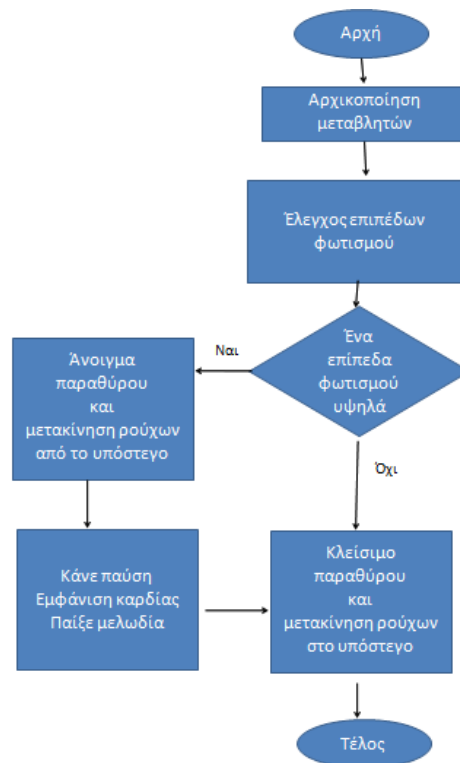 Αρχή
Αρχικοποίηση
μεταβλητών
Έλεγχος επιπέδων
φωτισμού
Ένα
επίπεδα
φωτισμού
υψηλά
Ναι
Άνοιγμα
παραθύρου
και
μετακίνηση ρούχων
από το υπόστεγο
Όχι
Κάνε παύση
Εμφάνιση καρδίας
Παίξε μελωδία
Κλείσιμο
παραθύρου
και
μετακίνηση ρούχων
στο υπόστεγο
Τέλος